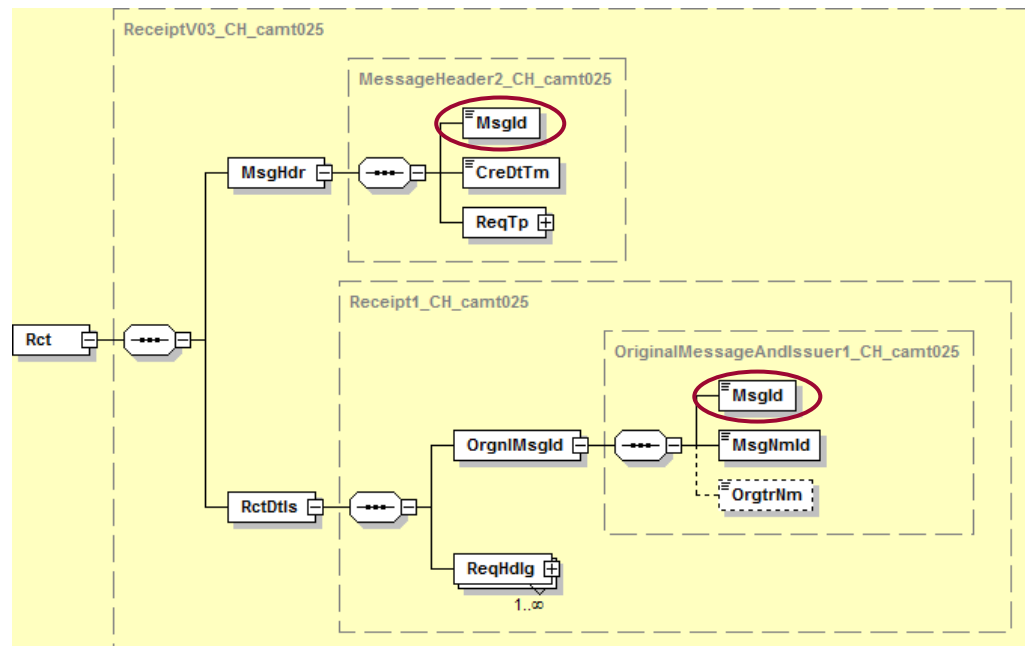 ReceiptV03_CH_camt025
MessageHeader2_CH_camt025
MsgId
MsgHdr
CreDtTm
ReqTp
Receipt1_CH_camt025
Rct
OriginalMessageAndIssuer1_CH_camt025
MsgId
OrgnlMsgId
MsgNmId
OrgtrNm
RctDtls
ReqHdlg
1..∞